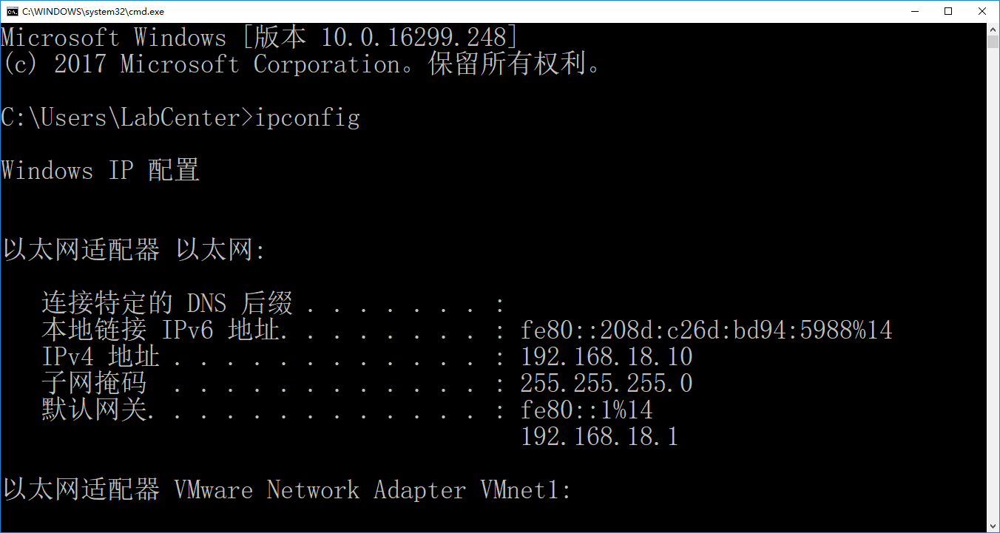 C:\WINDOWS\system32\cmd.exe
Microsoft Windows [版本 10.0.16299.248]
(c) 2017 Microsoft Corporation。保留所有权利。
C:\Users\LabCenter>ipconfig
Windows IP 配置
以太网适配器 以太网:
连接特定的 DNS 后缀 . . . . . . . :
本地链接 IPv6 地址. . . . . . . . : fe80::208d:c26d:bd94:5988%14
IPv4 地址 . . . . . . . . . . . . : 192.168.18.10
子网掩码  . . . . . . . . . . . . : 255.255.255.0
默认网关. . . . . . . . . . . . . : fe80::1%14
192.168.18.1
以太网适配器 VMware Network Adapter VMnet1: